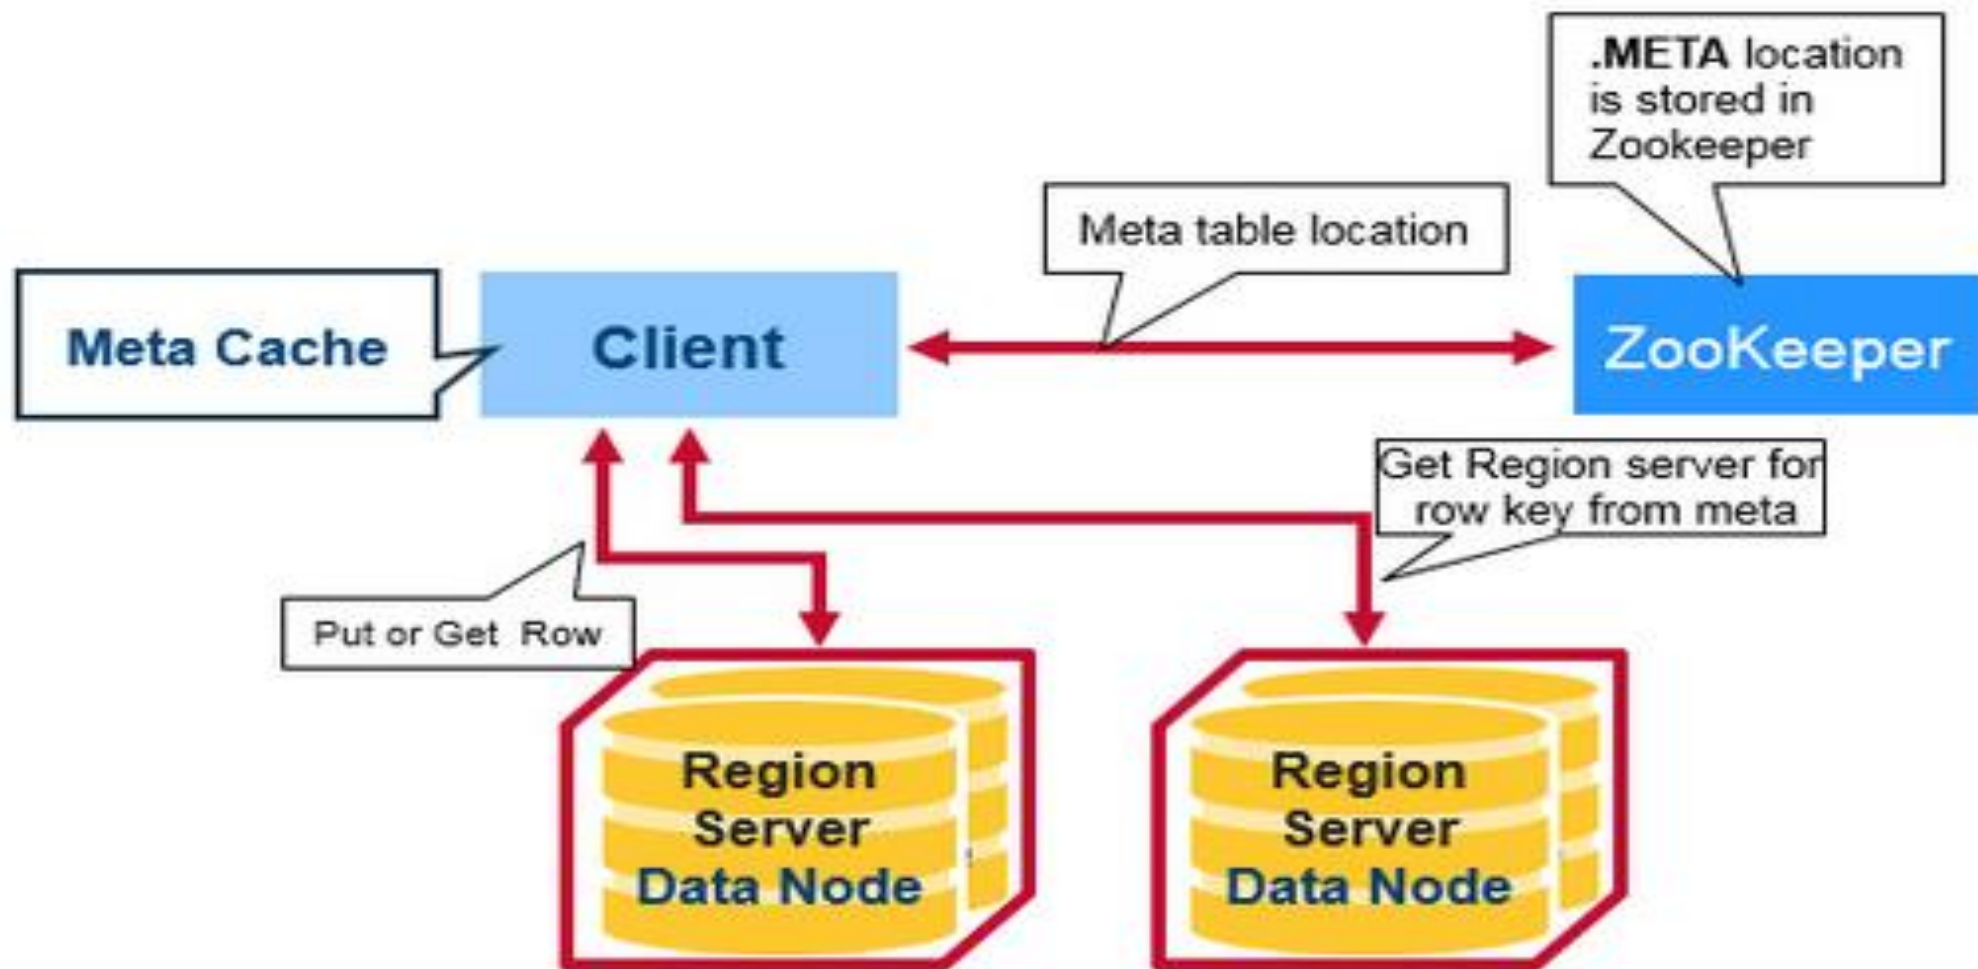 .META location
is stored in
Zookeeper
Meta table location
Meta Cache
Client
ZooKeeper
Get Region server for
row key from meta
Put or Get Row
Region
Server
Data Node
Region
Server
Data Node